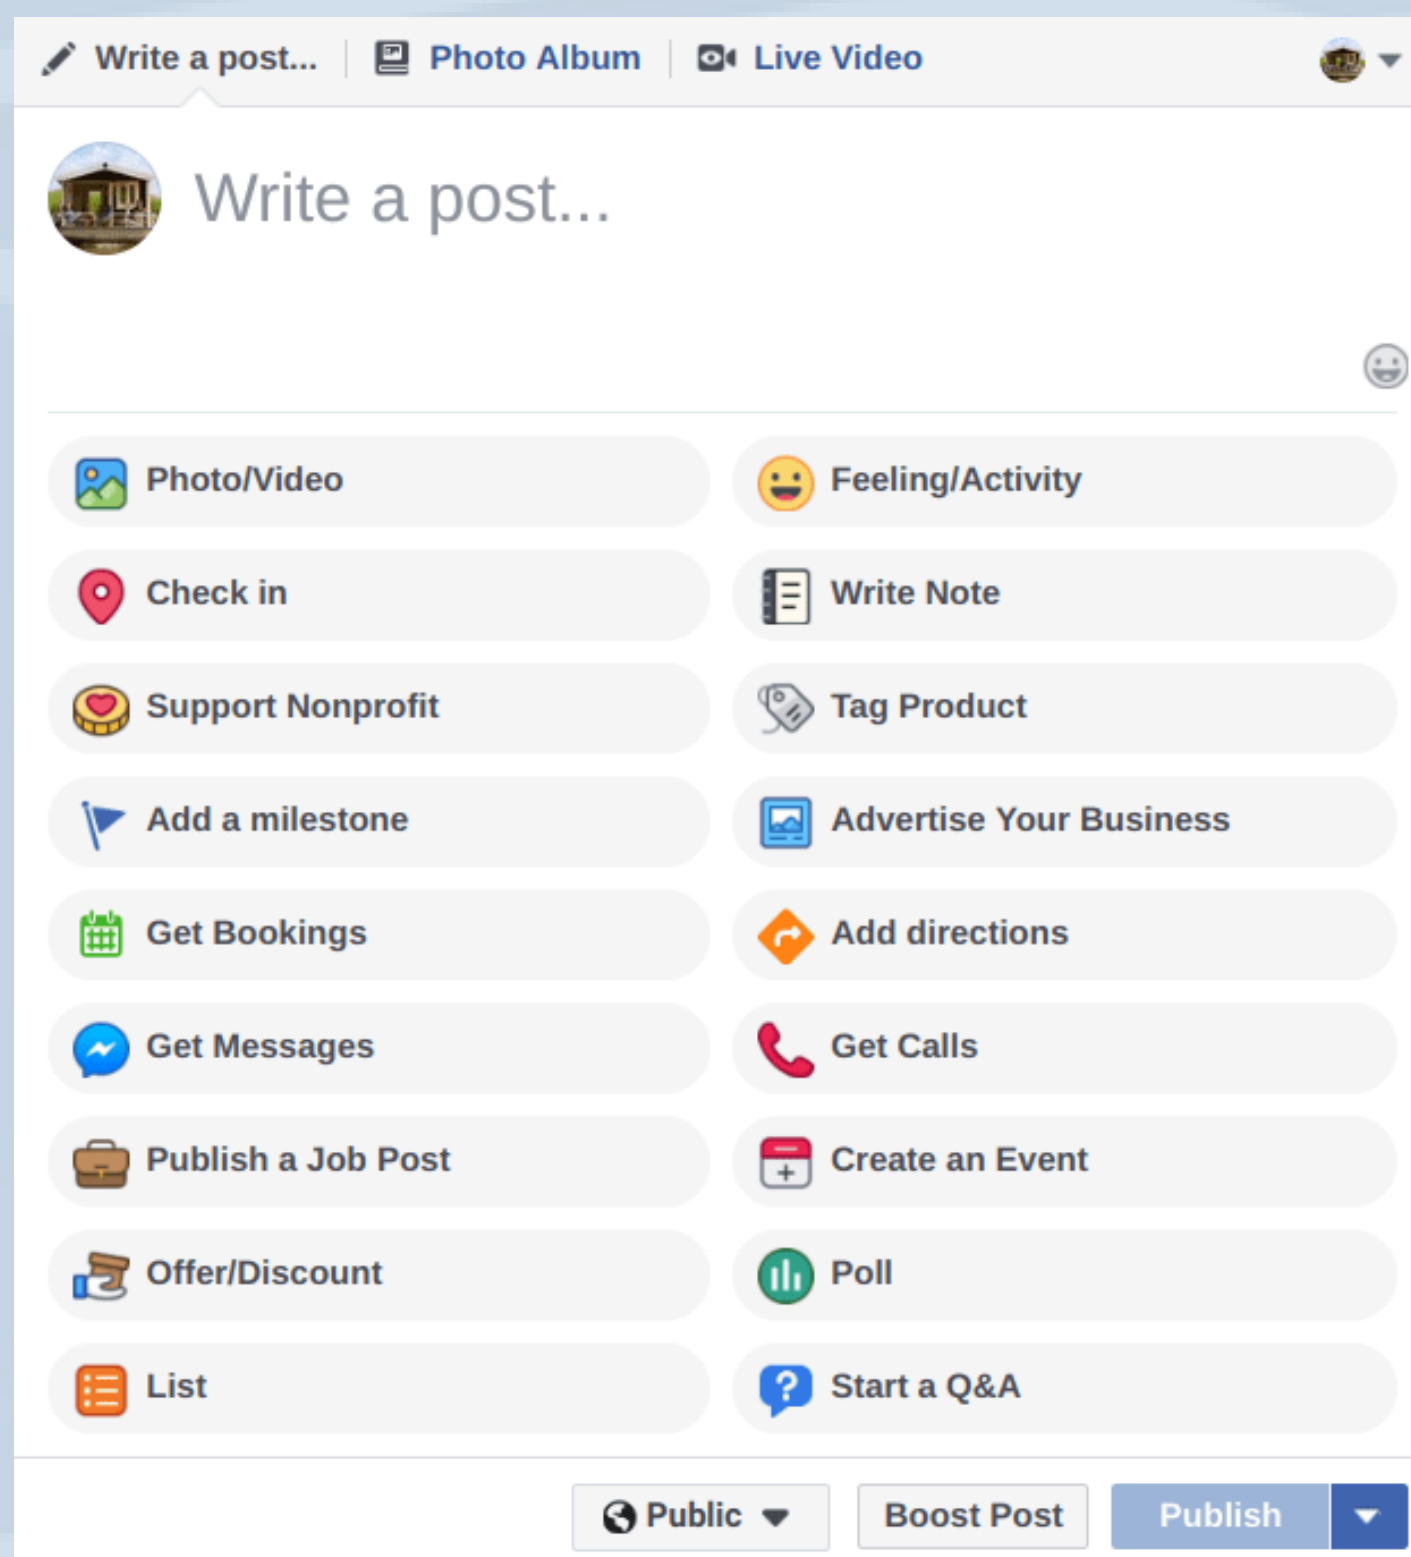 Write a post... Photo Album Live Video
Write a post...
Photo/Video Feeling/Activity
Check in Write Note
Support Nonprofit Tag Product
Add a milestone Advertise Your Business
Get Bookings Add directions
Get Messages Get Calls
Publish a Job Post Create an Event
Offer/Discount Poll
List Start a Q&A
Public Boost Post Publish